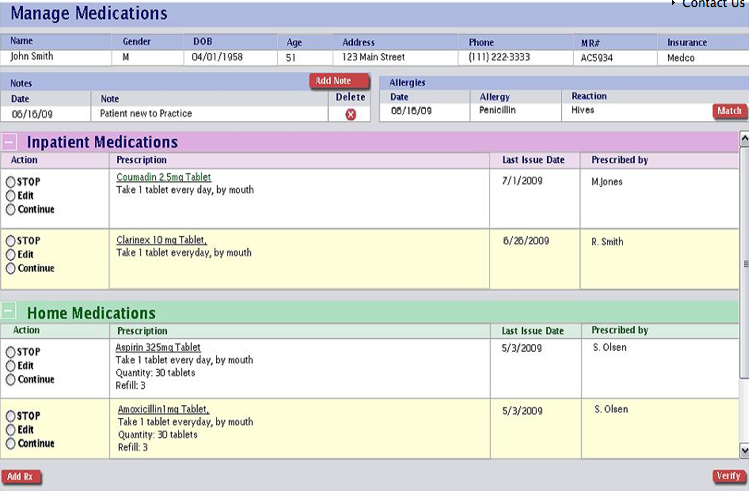 Contact Us
Manage Medications
Name Gender DOB Age Address Phone MR# Insurance
John Smith M 04/01/1958 51 123 Main Street (111) 222-3333 AC5934 Medco
Notes Add Note Allergies
Date Note Delete Date Allergy Reaction
06/16/09 Patient new to Practice 06/16/09 Penicillin Hives Match
Inpatient Medications
Action Prescription Last Issue Date Prescribed by
STOP Coumadin 2.5mg Tablet 7/1/2009 M.Jones
Edit Take 1 tablet every day, by mouth
Continue
STOP Clarinex 10 mg Tablet, 6/26/2009 R. Smith
Edit Take 1 tablet everyday, by mouth
Continue
Home Medications
Action Prescription Last Issue Date Prescribed by
STOP Aspirin 325mg Tablet 5/3/2009 S. Olsen
Edit Take 1 tablet every day, by mouth
Continue Quantity: 30 tablets
Refill: 3
STOP Amoxicillin1mg Tablet, 5/3/2009 S. Olsen
Edit Take 1 tablet everyday, by mouth
Continue Quantity: 30 tablets
Refill: 3
Add Rx Verify